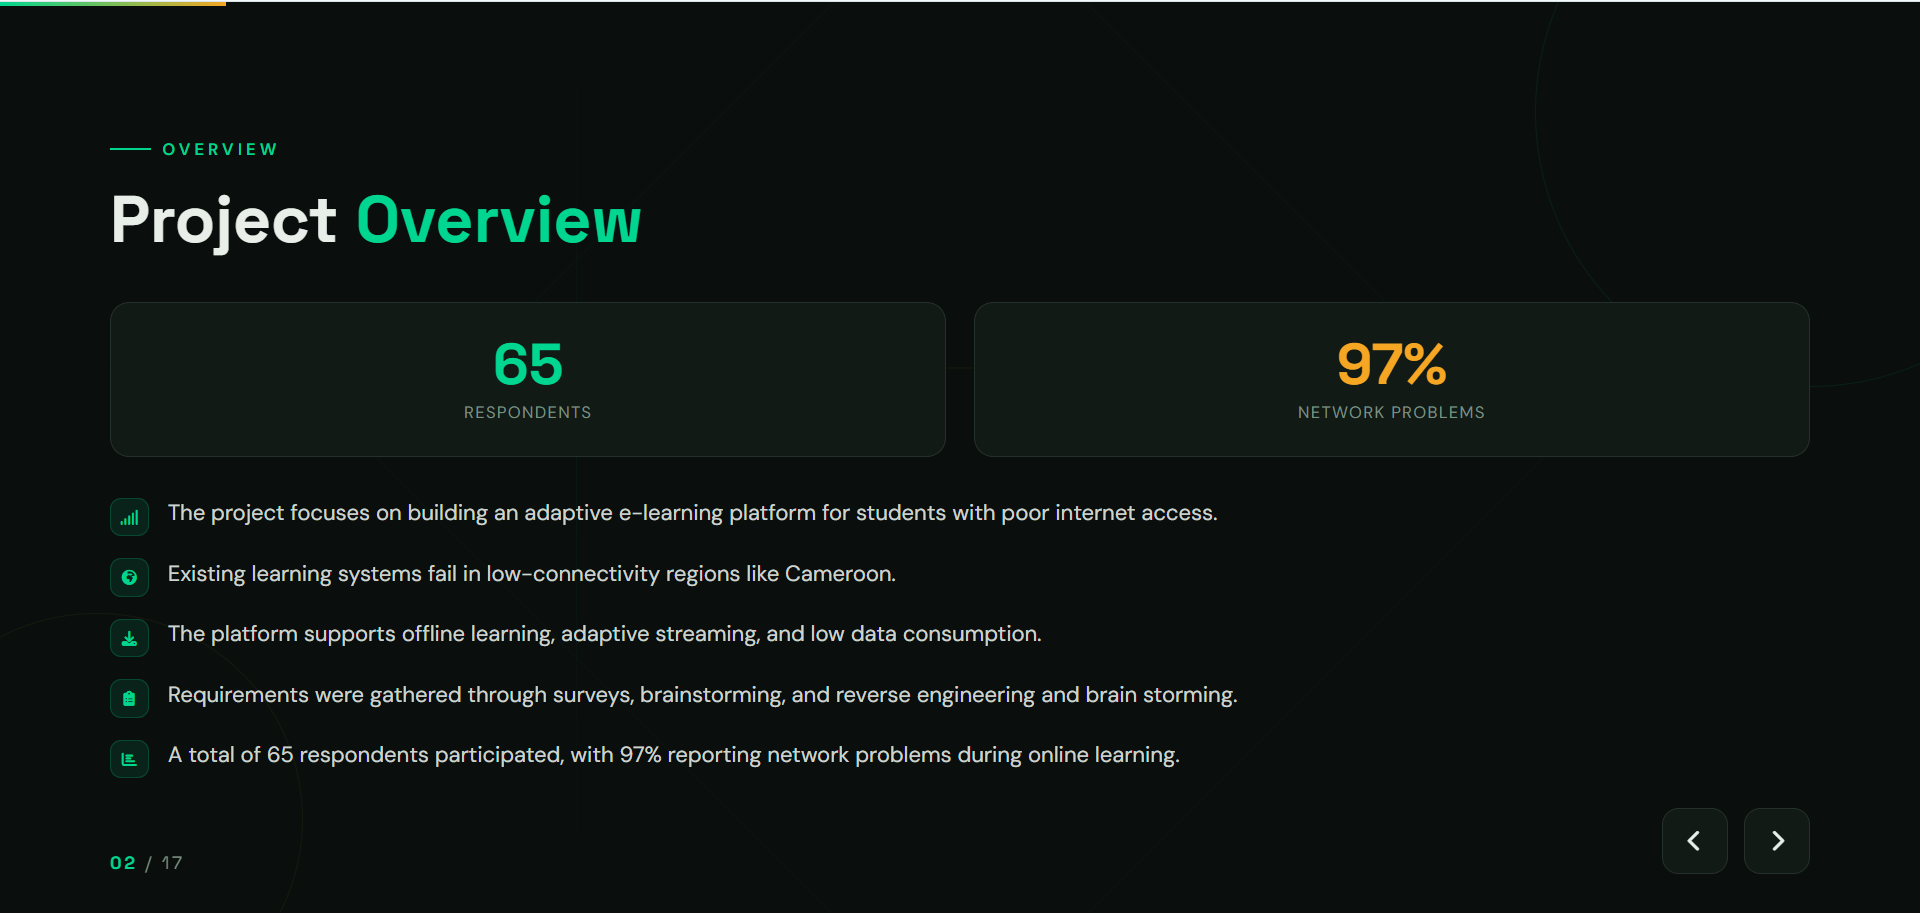 OVERVIEW
Project Overview
65
RESPONDENTS
97%
NETWORK PROBLEMS
The project focuses on building an adaptive e-learning platform for students with poor internet access.
Existing learning systems fail in low-connectivity regions like Cameroon.
The platform supports offline learning, adaptive streaming, and low data consumption.
Requirements were gathered through surveys, brainstorming, and reverse engineering and brain storming.
A total of 65 respondents participated, with 97% reporting network problems during online learning.
02 / 17